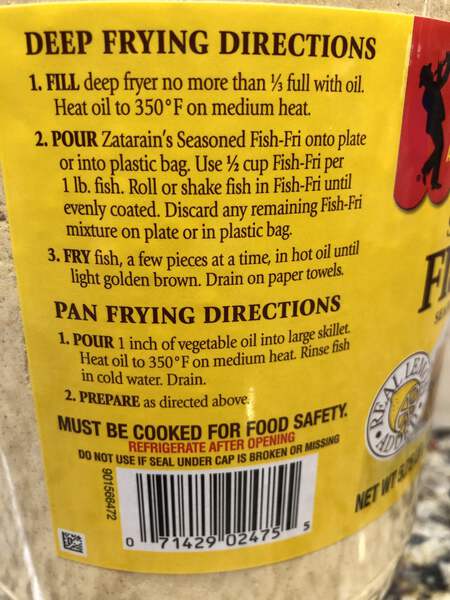 DEEP FRYING DIRECTIONS
1. FILL deep fryer no more than ⅓ full with oil.
Heat oil to 350°F on medium heat.
2. POUR Zatarain's Seasoned Fish-Fri onto plate
or into plastic bag. Use ½ cup Fish-Fri per
1 lb. fish. Roll or shake fish in Fish-Fri until
evenly coated. Discard any remaining Fish-Fri
mixture on plate or in plastic bag.
3. FRY fish, a few pieces at a time, in hot oil until
light golden brown. Drain on paper towels.
PAN FRYING DIRECTIONS
1. POUR 1 inch of vegetable oil into large skillet.
Heat oil to 350°F on medium heat. Rinse fish
in cold water. Drain.
2. PREPARE as directed above.
MUST BE COOKED FOR FOOD SAFETY.
REFRIGERATE AFTER OPENING
DO NOT USE IF SEAL UNDER CAP IS BROKEN OR MISSING
901566472
0 71429 02475 5
REAL
NET WT